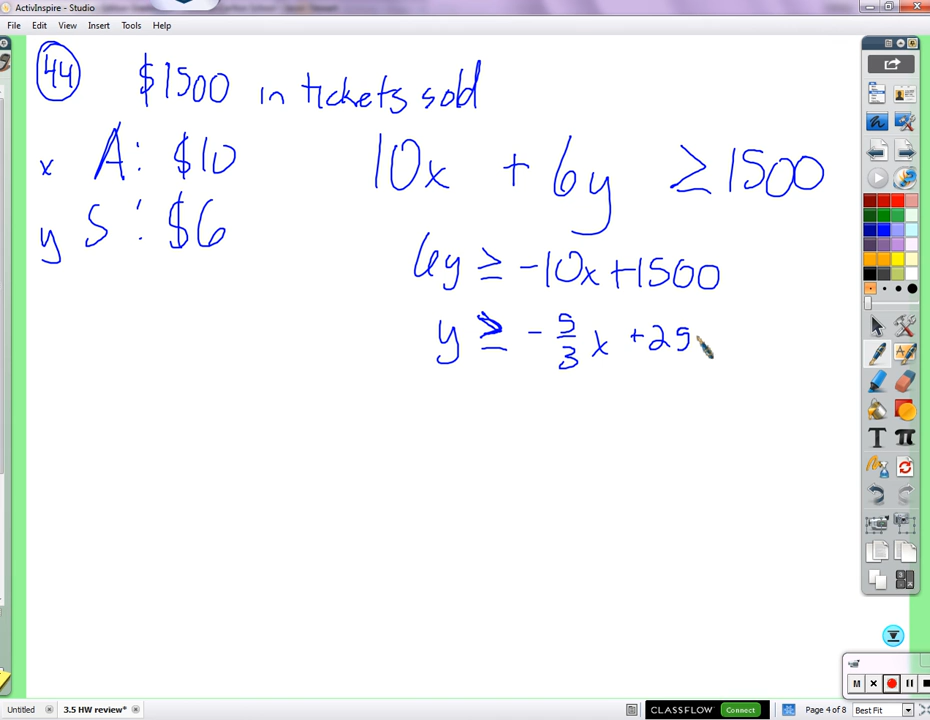 ActivInspire - Studio
File Edit View Insert Tools Help
44 $1500 in tickets sold
x A: $10 10x + 6y ≥ 1500
y S: $6
6y ≥ -10x+1500
y ≥ - 5/3 x +25
M
Untitled 3.5 HW review* CLASSFLOW Connect Page 4 of 8 Best Fit